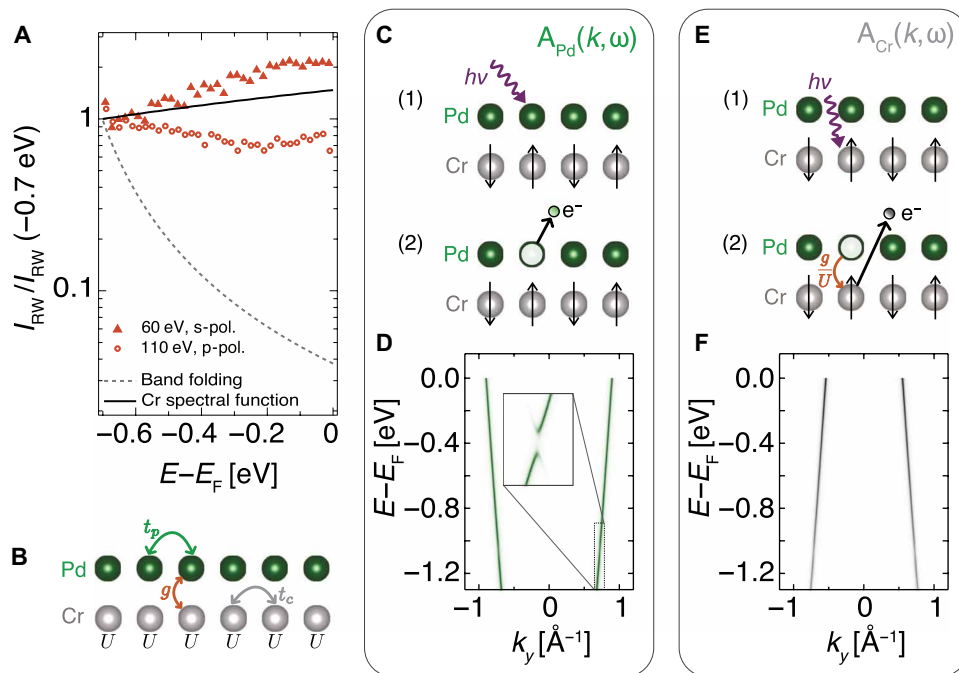 A
I_RW/I_RW (−0.7 eV)
1
0.1
60 eV, s-pol.
110 eV, p-pol.
Band folding
Cr spectral function
−0.6 −0.4 −0.2 0
E−E_F [eV]
B
t_p
Pd
g
t_c
Cr
U U U U U U
C
A_Pd(k,ω)
hν
(1)
Pd
Cr
e−
(2)
Pd
Cr
D
0.0
−0.4
−0.8
−1.2
E−E_F [eV]
−1 0 1
k_y [Å⁻¹]
E
A_Cr(k,ω)
hν
(1)
Pd
Cr
e−
(2)
Pd
g
U
Cr
F
0.0
−0.4
−0.8
−1.2
E−E_F [eV]
−1 0 1
k_y [Å⁻¹]